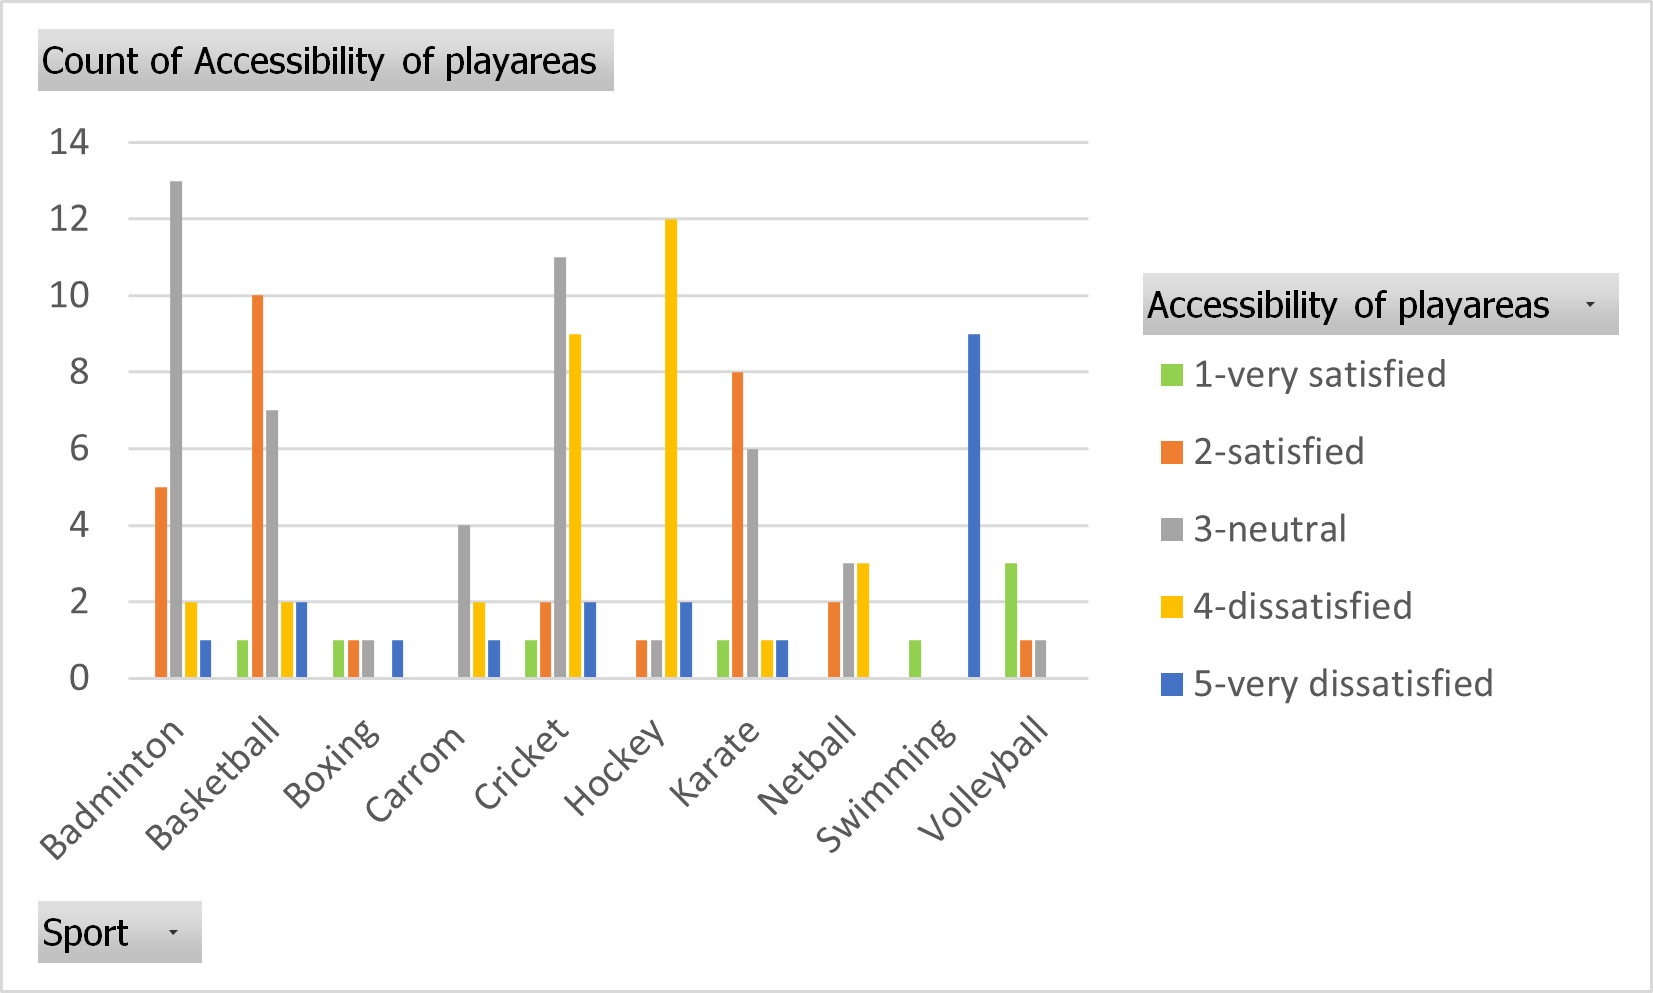 Count of Accessibility of playareas
14
12
10
8
6
4
2
0
Badminton
Basketball
Boxing
Carrom
Cricket
Hockey
Karate
Netball
Swimming
Volleyball
Sport
Accessibility of playareas
1-very satisfied
2-satisfied
3-neutral
4-dissatisfied
5-very dissatisfied